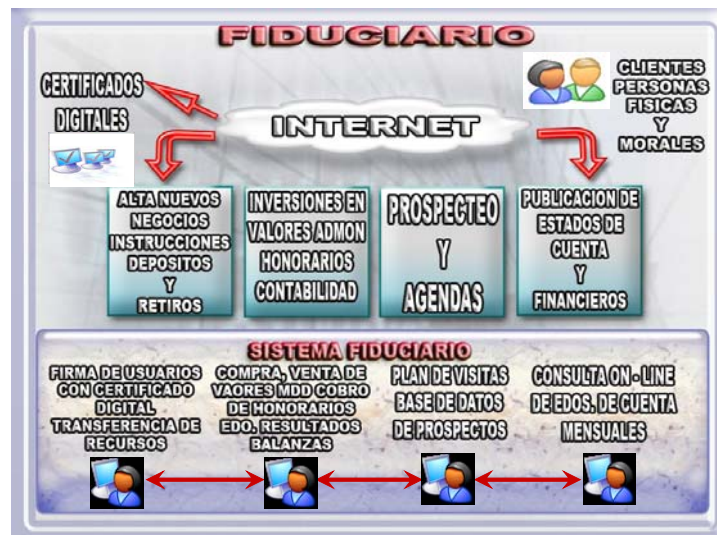 FIDUCIARIO
CERTIFICADOS
DIGITALES
INTERNET
CLIENTES
PERSONAS
FISICAS
Y
MORALES
ALTA NUEVOS
NEGOCIOS
INSTRUCCIONES
DEPOSITOS
Y
RETIROS
INVERSIONES EN
VALORES ADMON
HONORARIOS
CONTABILIDAD
PROSPECTEO
Y
AGENDAS
PUBLICACION DE
ESTADOS DE
CUENTA
Y
FINANCIEROS
SISTEMA FIDUCIARIO
FIRMA DE USUARIOS
CON CERTIFICADO
DIGITAL
TRANSFERENCIA DE
RECURSOS
COMPRA, VENTA DE
VAORES MDD COBRO
DE HONORARIOS
EDO. RESULTADOS
BALANZAS
PLAN DE VISITAS
BASE DE DATOS
DE PROSPECTOS
CONSULTA ON - LINE
DE EDOS. DE CUENTA
MENSUALES